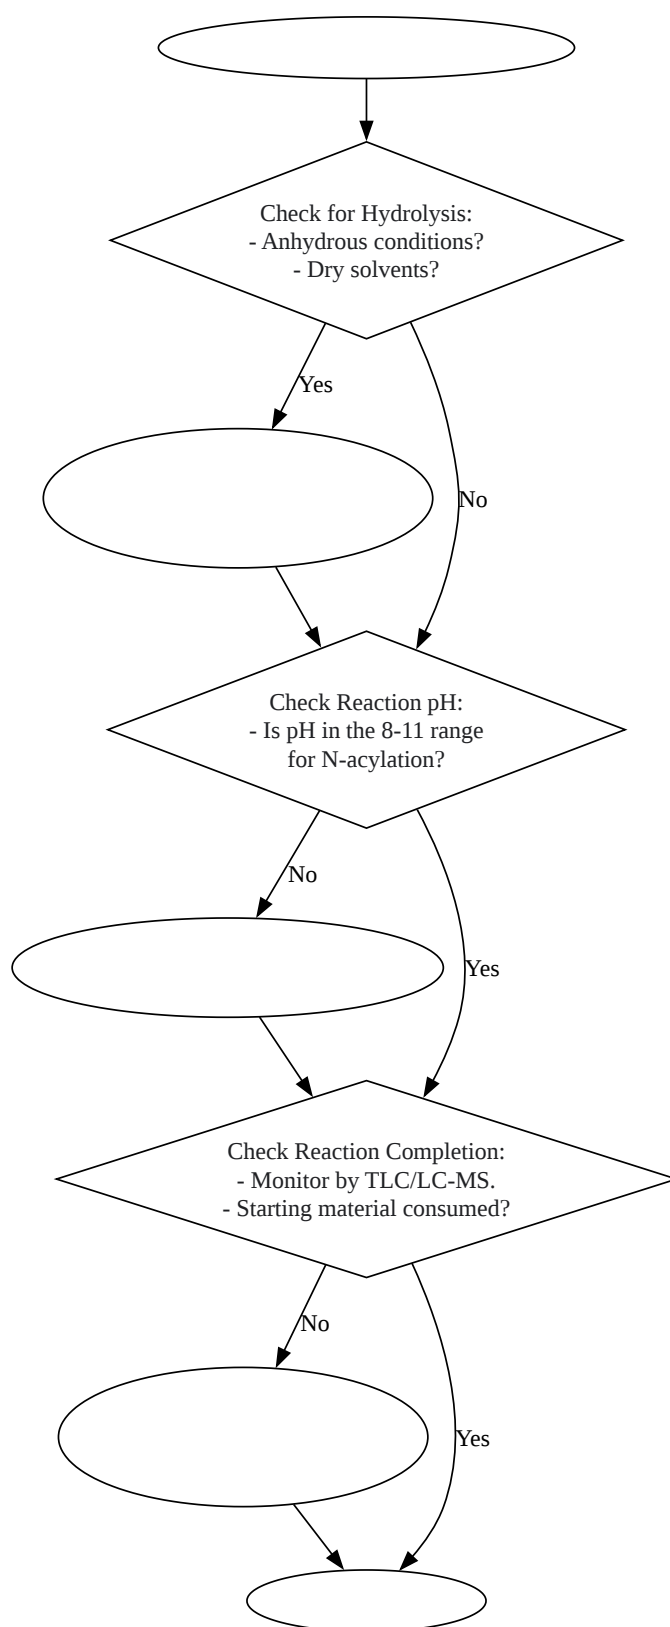 Check for Hydrolysis:
- Anhydrous conditions?
- Dry solvents?
Yes
No
Check Reaction pH:
- Is pH in the 8-11 range
for N-acylation?
No
Yes
Check Reaction Completion:
- Monitor by TLC/LC-MS.
- Starting material consumed?
No
Yes